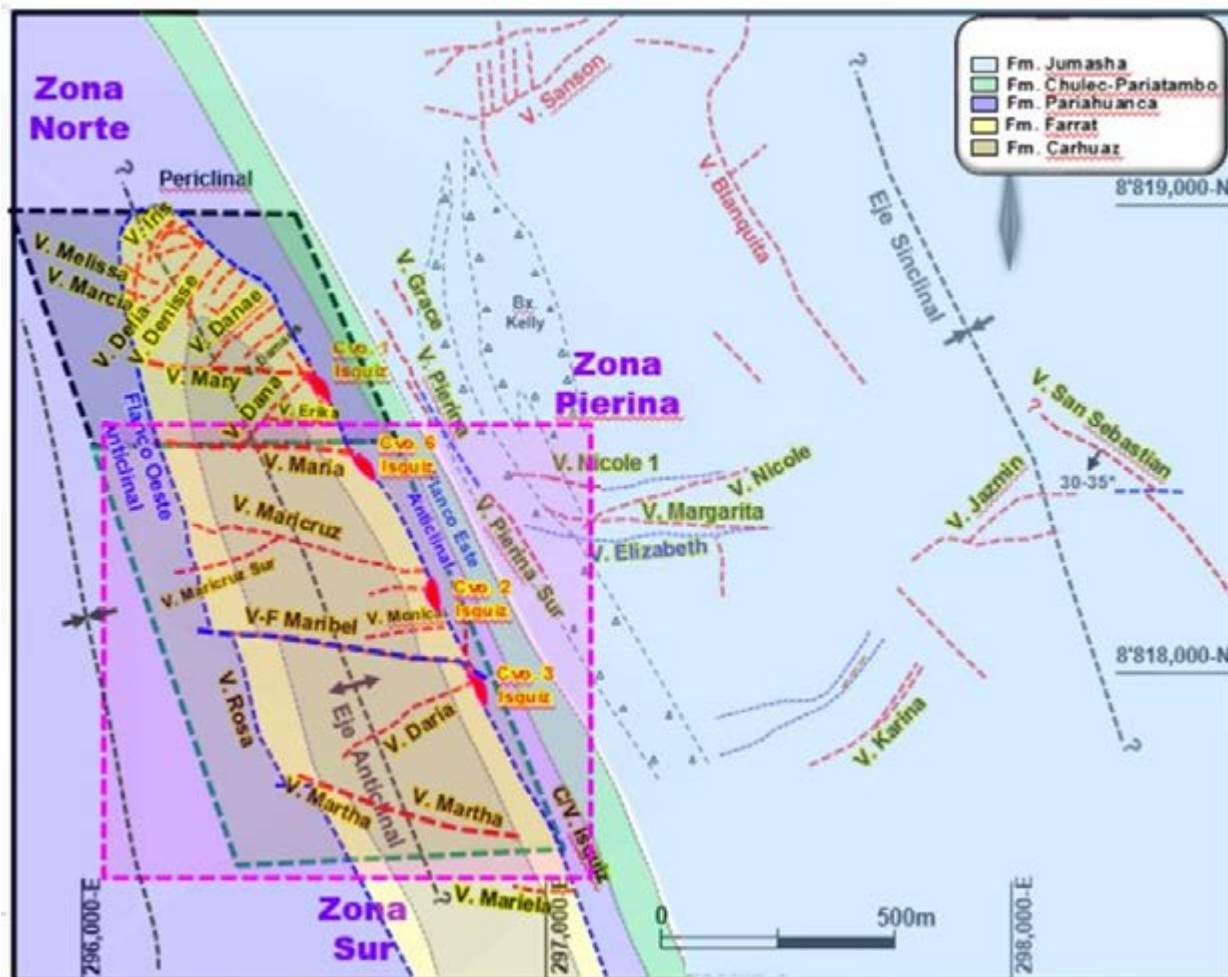 Fm. Jumasha
Fm. Chulec-Pariatambo
Fm. Pariahuanca
Fm. Farrat
Fm. Carhuaz
Zona
Norte
?
Periclinal
V. Sanson
V. Blanquita
?
Eje Sinclinal
8'819,000-N
V. Iris
V. Melissa
V. Marcia
V. Delia
V. Denisse
V. Danae
V. Mary
V. Dana
V. Erika
Cvo. 1
Isquiz
V. Grace
Bx.
Kelly
V. Pierina
Zona
Pierina
V. San Sebastian
?
30-35°
V. Jazmin
Flanco Oeste
Anticlinal
V. Maria
Cvo. 6
Isquiz
Flanco Este
Anticlinal
V. Nicole 1
V. Nicole
V. Margarita
V. Elizabeth
V. Pierina Sur
V. Maricruz
V. Maricruz Sur
Cvo. 2
Isquiz
V. Monica
V-F Maribel
8'818,000-N
Cvo. 3
Isquiz
V. Rosa
Eje Anticlinal
V. Daria
V. Karina
?
V. Martha
V. Martha
C/V. Isquiz
?
V. Mariela
Zona
Sur
296,000-E
297,000-E
298,000-E
0
500m